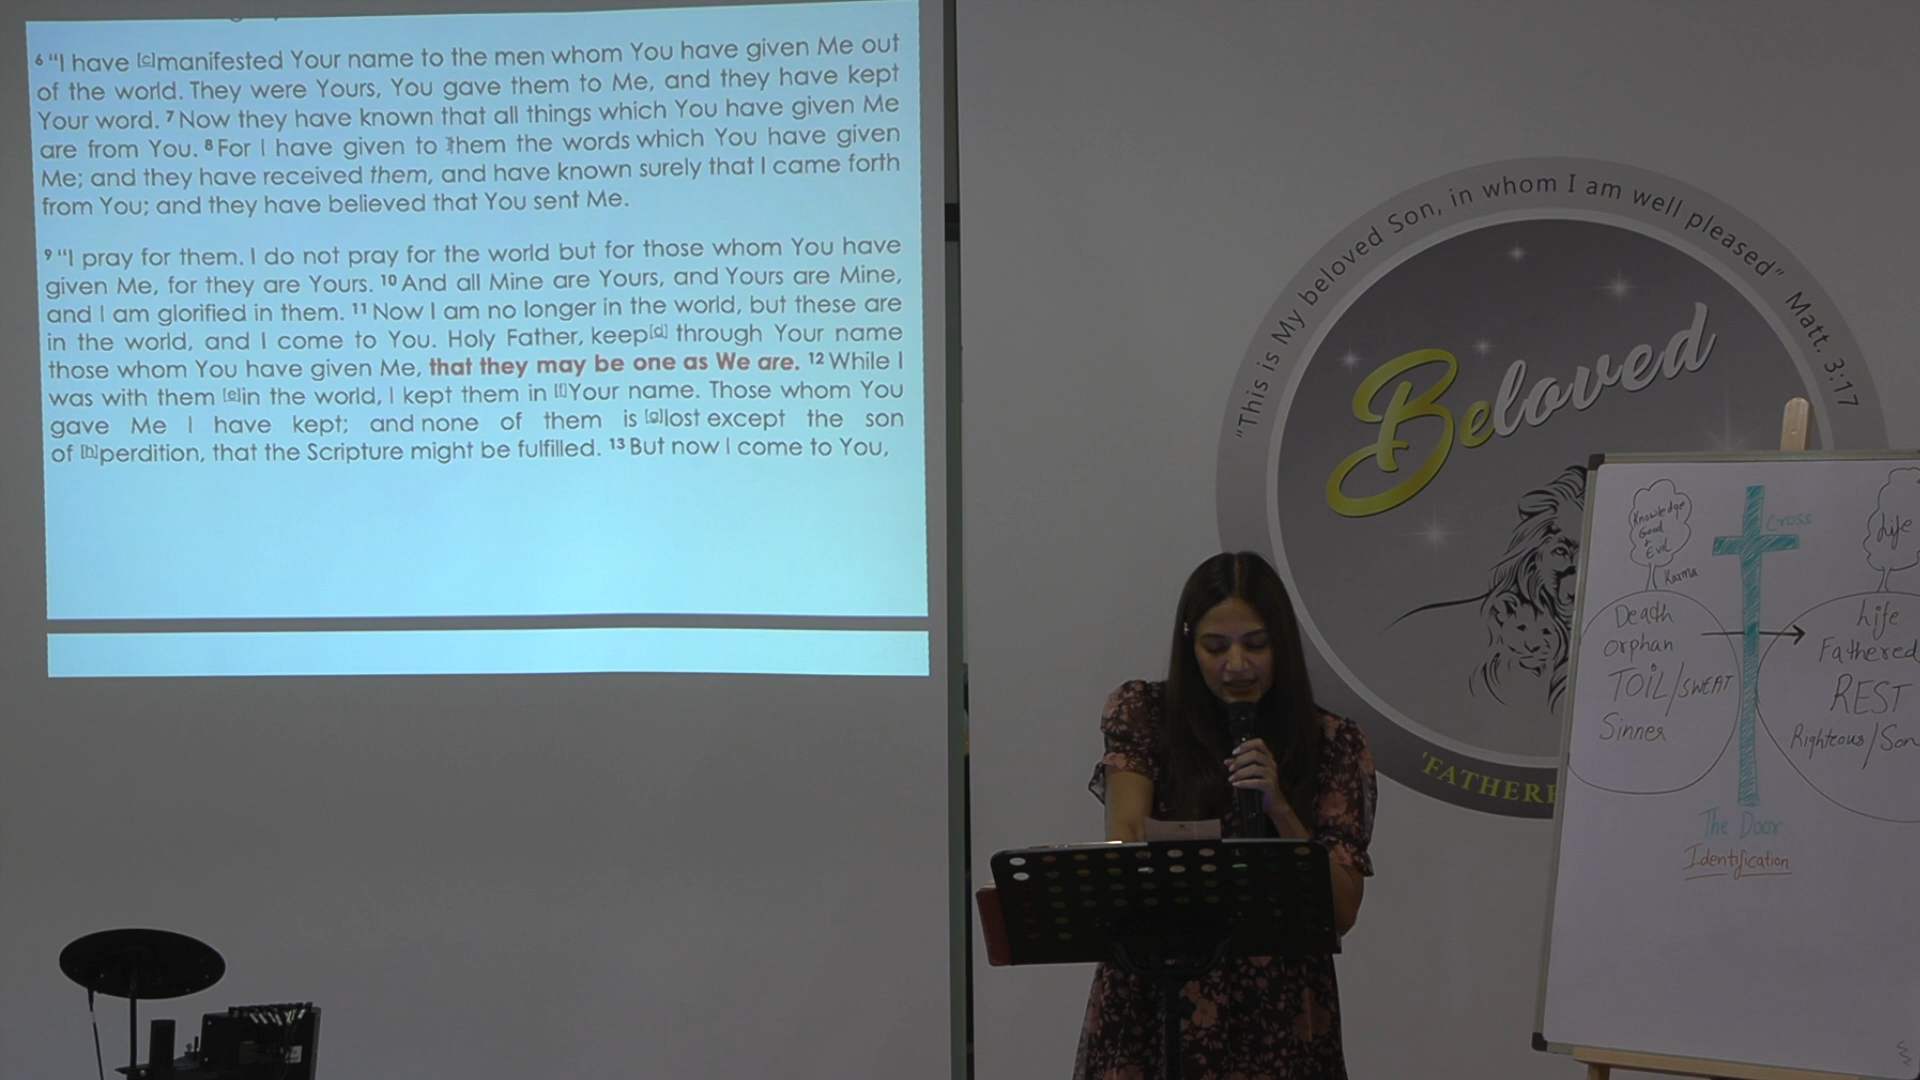 6 “I have [c]manifested Your name to the men whom You have given Me out
of the world. They were Yours, You gave them to Me, and they have kept
Your word. 7 Now they have known that all things which You have given Me
are from You. 8 For I have given to them the words which You have given
Me; and they have received them, and have known surely that I came forth
from You; and they have believed that You sent Me.
9 “I pray for them. I do not pray for the world but for those whom You have
given Me, for they are Yours. 10 And all Mine are Yours, and Yours are Mine,
and I am glorified in them. 11 Now I am no longer in the world, but these are
in the world, and I come to You. Holy Father, keep[d] through Your name
those whom You have given Me, that they may be one as We are. 12 While I
was with them [e]in the world, I kept them in [f]Your name. Those whom You
gave Me I have kept; and none of them is [g]lost except the son
of [h]perdition, that the Scripture might be fulfilled. 13 But now I come to You,
"This is My beloved Son, in whom I am well pleased" Matt. 3:17
Beloved
'FATHER
Knowledge
Good
+
Evil
Karma
Cross
Life
Death
Orphan
TOIL/SWEAT
Sinner
Life
Fathered
REST
Righteous/Son
The Door
Identification